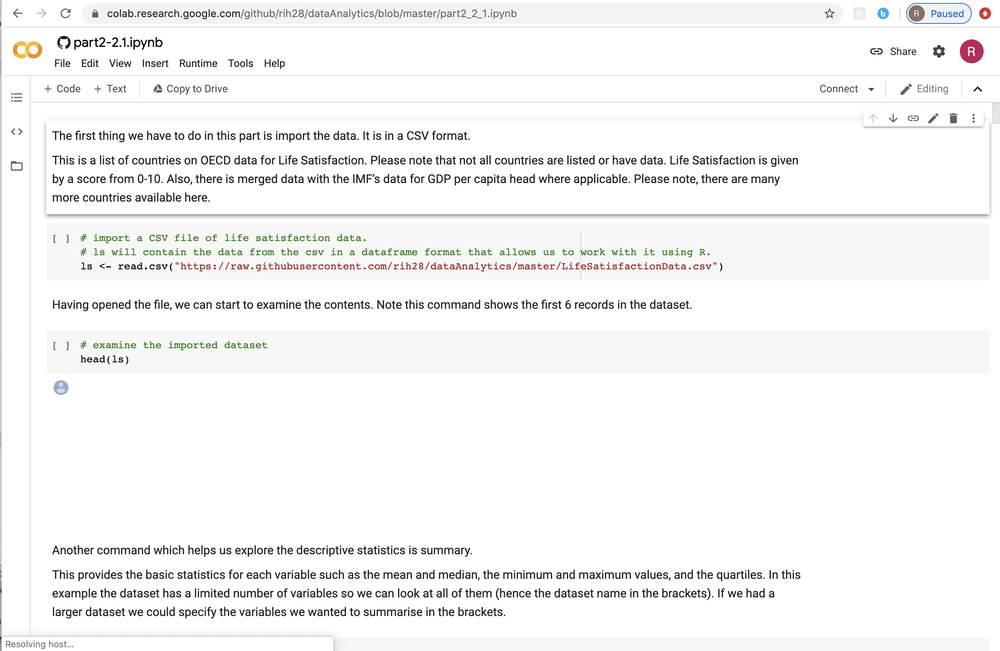 colab.research.google.com/github/rih28/dataAnalytics/blob/master/part2_2_1.ipynb
b
R
Paused
part2-2.1.ipynb
File Edit View Insert Runtime Tools Help
Share
R
+ Code + Text
Copy to Drive
Connect
Editing
The first thing we have to do in this part is import the data. It is in a CSV format.
This is a list of countries on OECD data for Life Satisfaction. Please note that not all countries are listed or have data. Life Satisfaction is given
by a score from 0-10. Also, there is merged data with the IMF’s data for GDP per capita head where applicable. Please note, there are many
more countries available here.
[ ] # import a CSV file of life satisfaction data.
# ls will contain the data from the csv in a dataframe format that allows us to work with it using R.
ls <- read.csv("https://raw.githubusercontent.com/rih28/dataAnalytics/master/LifeSatisfactionData.csv")
Having opened the file, we can start to examine the contents. Note this command shows the first 6 records in the dataset.
[ ] # examine the imported dataset
head(ls)
Another command which helps us explore the descriptive statistics is summary.
This provides the basic statistics for each variable such as the mean and median, the minimum and maximum values, and the quartiles. In this
example the dataset has a limited number of variables so we can look at all of them (hence the dataset name in the brackets). If we had a
larger dataset we could specify the variables we wanted to summarise in the brackets.
Resolving host...